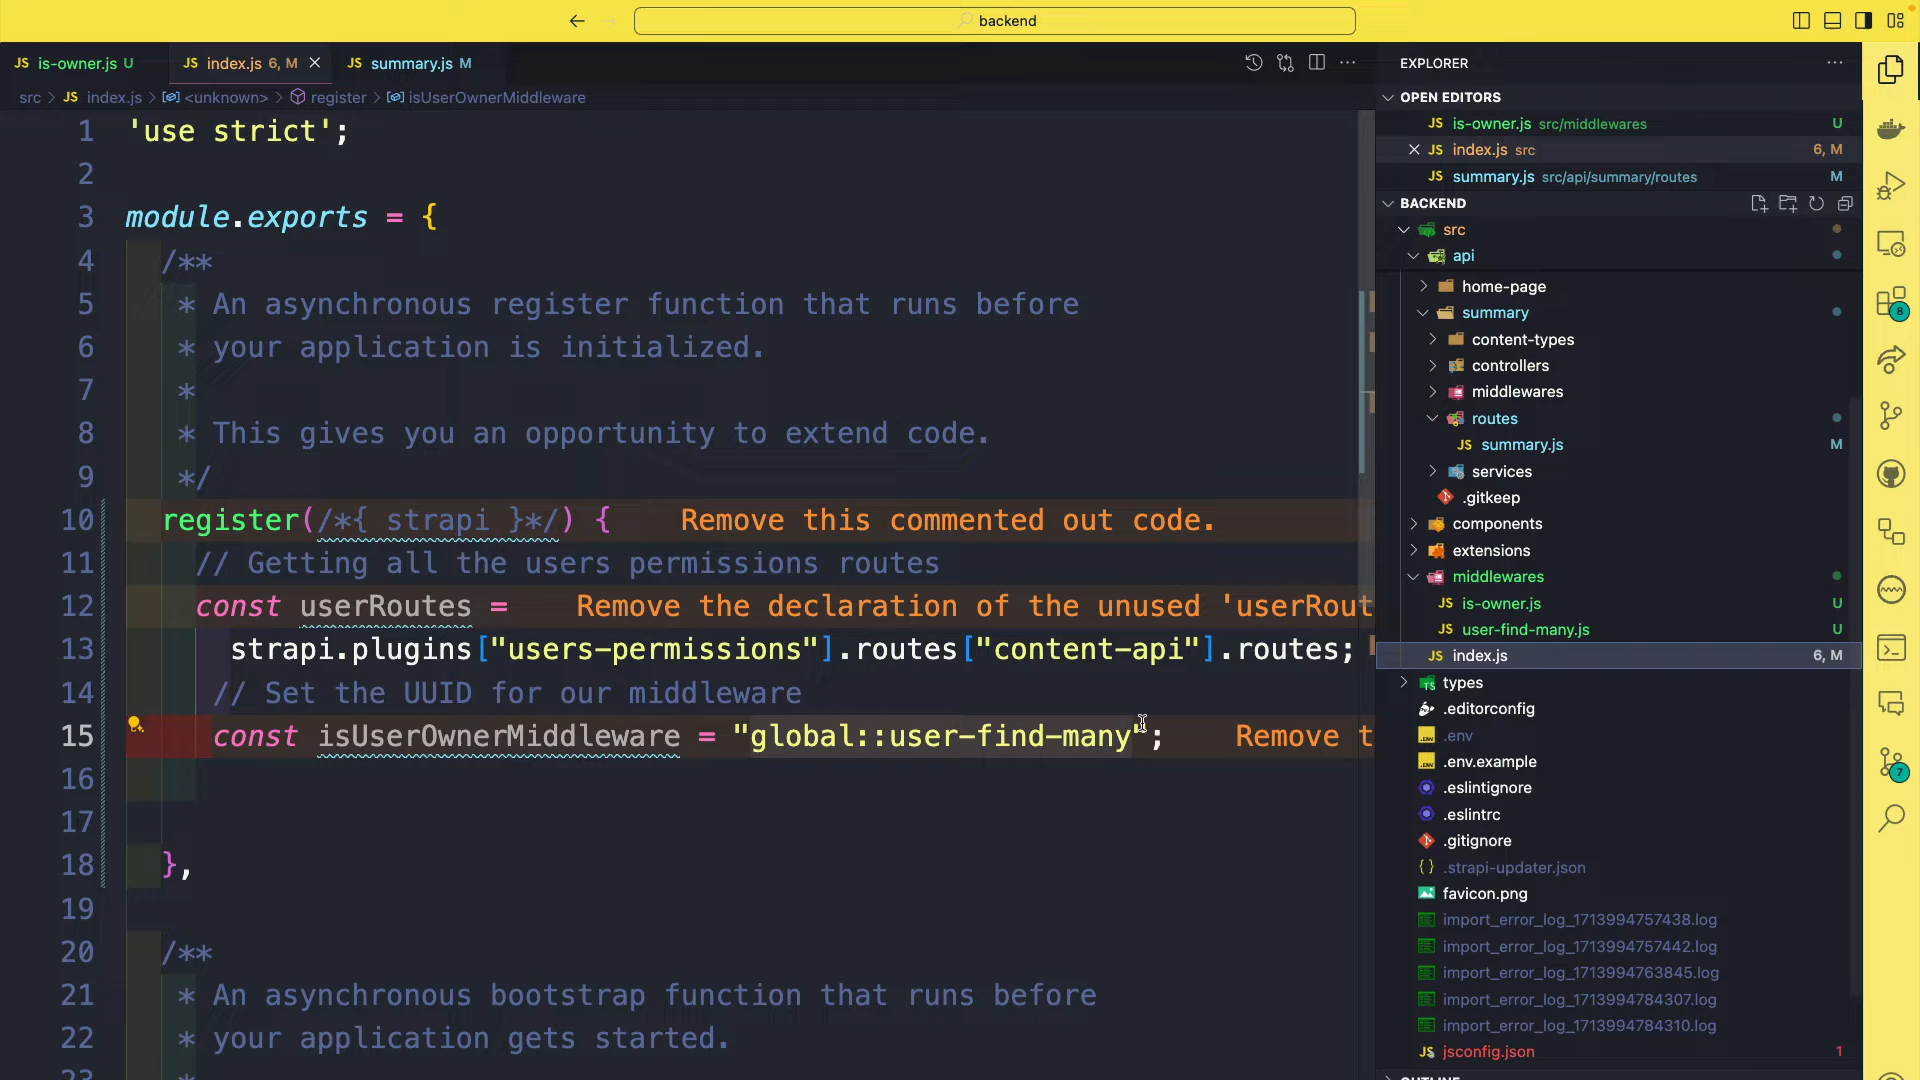 backend
JS is-owner.js U
JS index.js 6, M
JS summary.js M
src > JS index.js > <unknown> > register > isUserOwnerMiddleware
1 'use strict';
2
3 module.exports = {
4 /**
5 * An asynchronous register function that runs before
6 * your application is initialized.
7 *
8 * This gives you an opportunity to extend code.
9 */
10 register(/*{ strapi }*/) { Remove this commented out code.
11 // Getting all the users permissions routes
12 const userRoutes = Remove the declaration of the unused 'userRout
13 strapi.plugins["users-permissions"].routes["content-api"].routes;
14 // Set the UUID for our middleware
15 const isUserOwnerMiddleware = "global::user-find-many"; Remove t
16
17
18 },
19
20 /**
21 * An asynchronous bootstrap function that runs before
22 * your application gets started.
23 *
EXPLORER
OPEN EDITORS
JS is-owner.js src/middlewares U
JS index.js src 6, M
JS summary.js src/api/summary/routes M
BACKEND
src
api
home-page
summary
content-types
controllers
middlewares
routes
JS summary.js M
services
.gitkeep
components
extensions
middlewares
JS is-owner.js U
JS user-find-many.js U
JS index.js 6, M
types
.editorconfig
.env
.env.example
.eslintignore
.eslintrc
.gitignore
.strapi-updater.json
favicon.png
import_error_log_1713994757438.log
import_error_log_1713994757442.log
import_error_log_1713994763845.log
import_error_log_1713994784307.log
import_error_log_1713994784310.log
JS jsconfig.json 1
OUTLINE
8
7